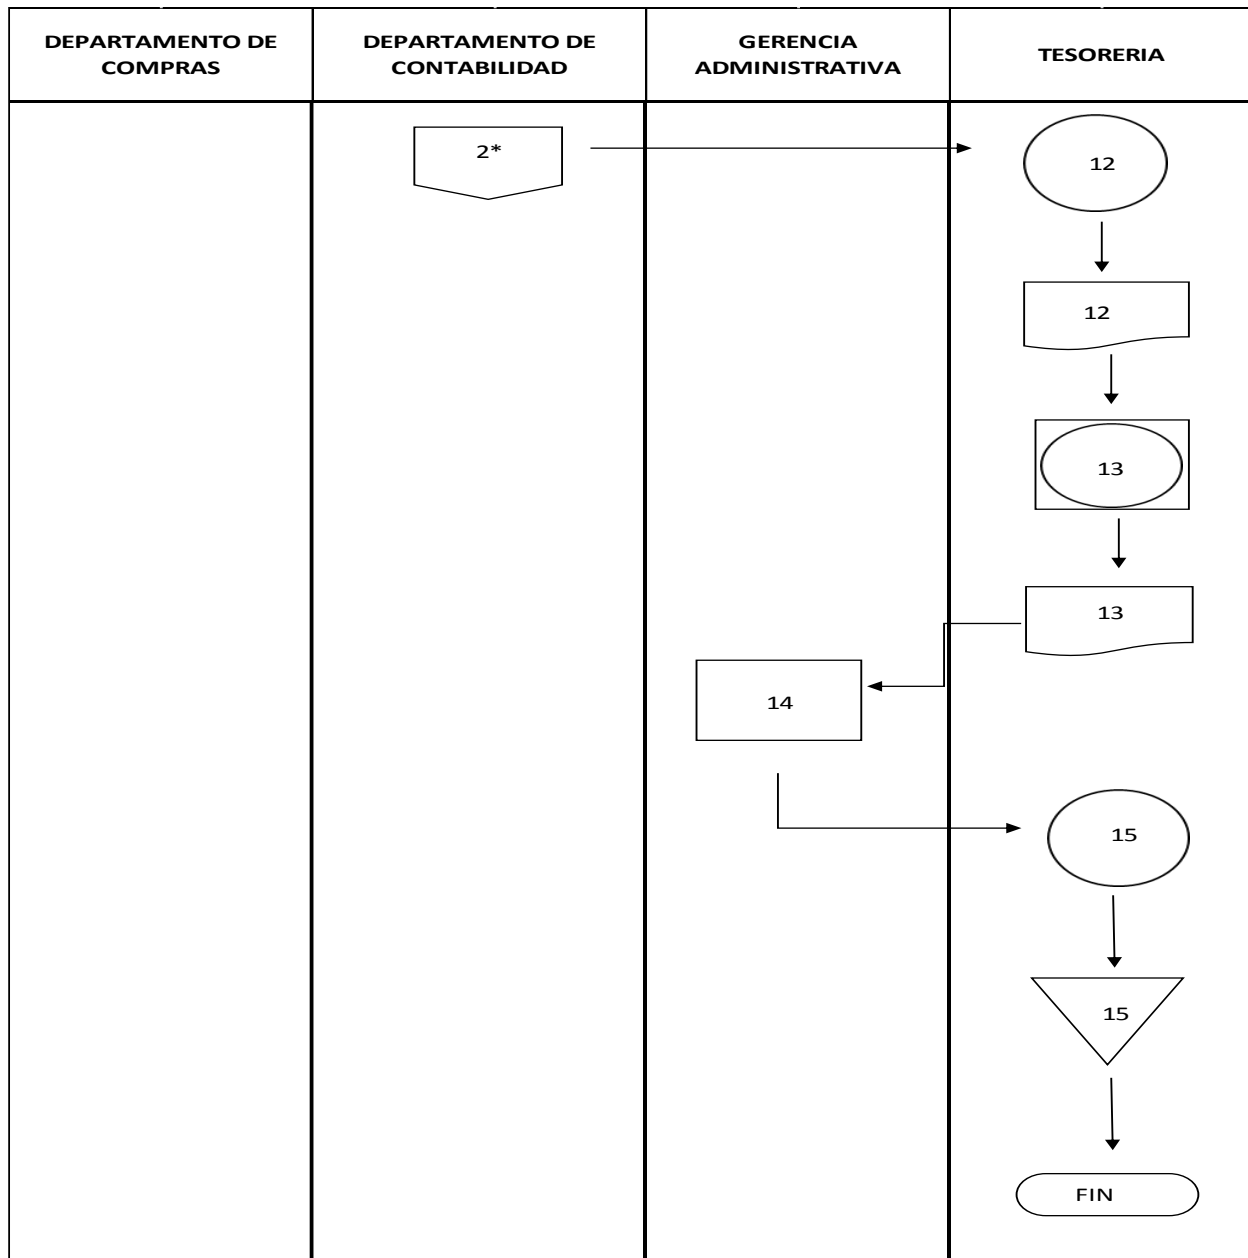 DEPARTAMENTO DE
COMPRAS
DEPARTAMENTO DE
CONTABILIDAD
GERENCIA
ADMINISTRATIVA
TESORERIA
2*
12
12
13
13
14
15
15
FIN